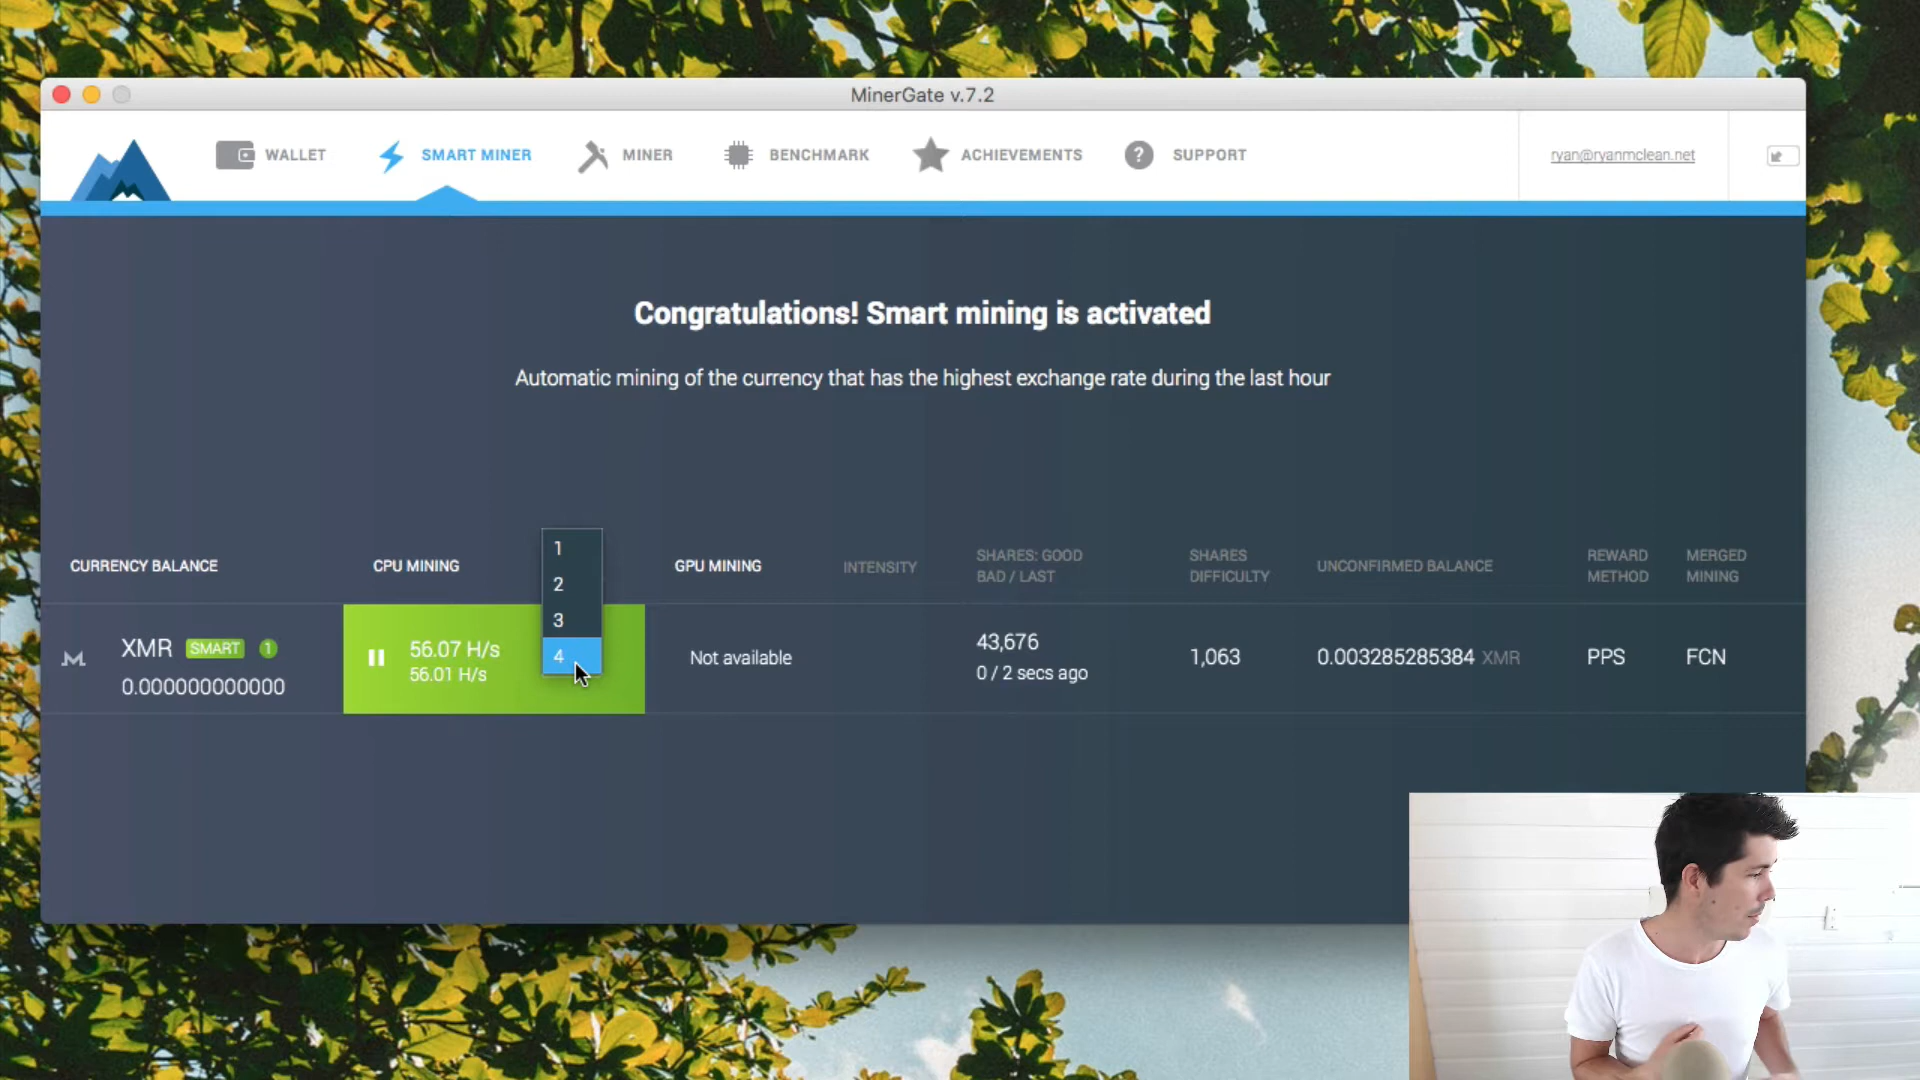 MinerGate v.7.2
WALLET
SMART MINER
MINER
BENCHMARK
ACHIEVEMENTS
? SUPPORT
ryan@ryanmclean.net
Congratulations! Smart mining is activated
Automatic mining of the currency that has the highest exchange rate during the last hour
CURRENCY BALANCE
CPU MINING
1
2
3
4
GPU MINING
INTENSITY
SHARES: GOOD
BAD / LAST
SHARES
DIFFICULTY
UNCONFIRMED BALANCE
REWARD
METHOD
MERGED
MINING
XMR SMART 1
0.000000000000
56.07 H/s
56.01 H/s
Not available
43,676
0 / 2 secs ago
1,063
0.003285285384 XMR
PPS
FCN